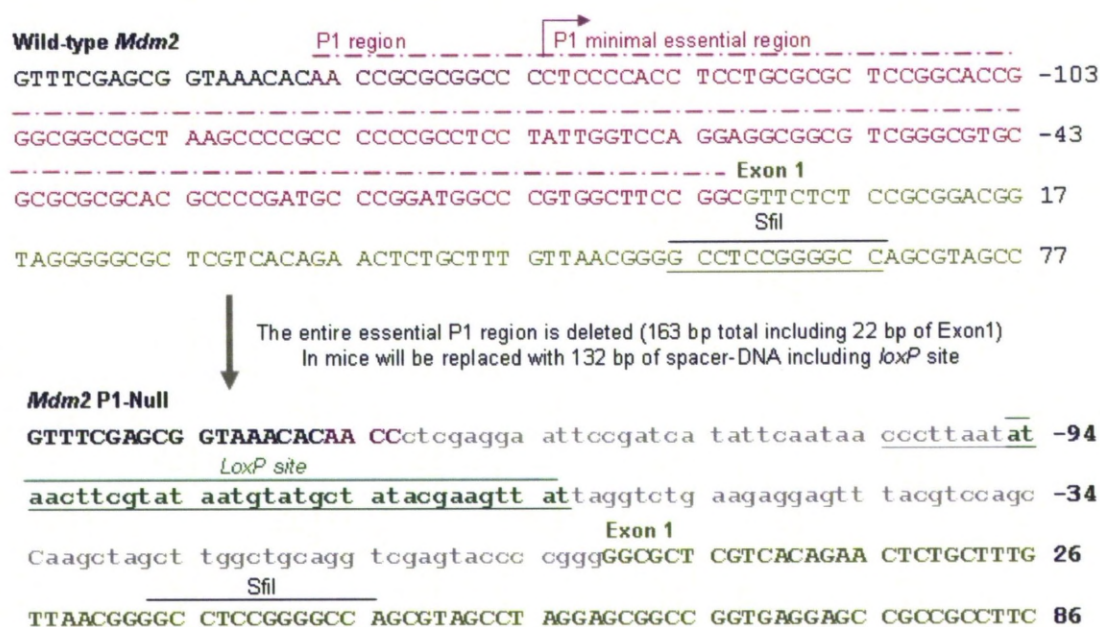 Wild-type Mdm2 P1 region P1 minimal essential region
GTTTCGAGCG GTAAACACAA CCGCGCGGCC CCTCCCCACC TCCTGCGCGC TCCGGCACCG -103
GGCGGCCGCT AAGCCCCGCC CCCCGCCTCC TATTGGTCCA GGAGGCGGCG TCGGGCGTGC -43
Exon 1
GCGCGCGCAC GCCCCGATGC CCGGATGGCC CGTGGCTTCC GGCGTTCTCT CCGCGGACGG 17
SfiI
TAGGGGGCGC TCGTCACAGA ACTCTGCTTT GTTAACGGGG CCTCCGGGGCC CAGCGTAGCC 77
The entire essential P1 region is deleted (163 bp total including 22 bp of Exon1)
In mice will be replaced with 132 bp of spacer-DNA including loxP site
Mdm2 P1-Null
GTTTCGAGCG GTAAACACAA CCctcgagga attccgatca tattcaataa cccttaatat -94
LoxP site
aacttcgtat aatgtatgct atacgaagtt attaggtctg aagaggagtt tacgtccagc -34
Exon 1
Caagctagct tggctgcagg tcgagtaccc cgggGGCGCT CGTCACAGAA CTCTGCTTTG 26
SfiI
TTAACGGGGC CTCCGGGGCC AGCGTAGCCT AGGAGCGGCC GGTGAGGAGC CGCCGCCTTC 86